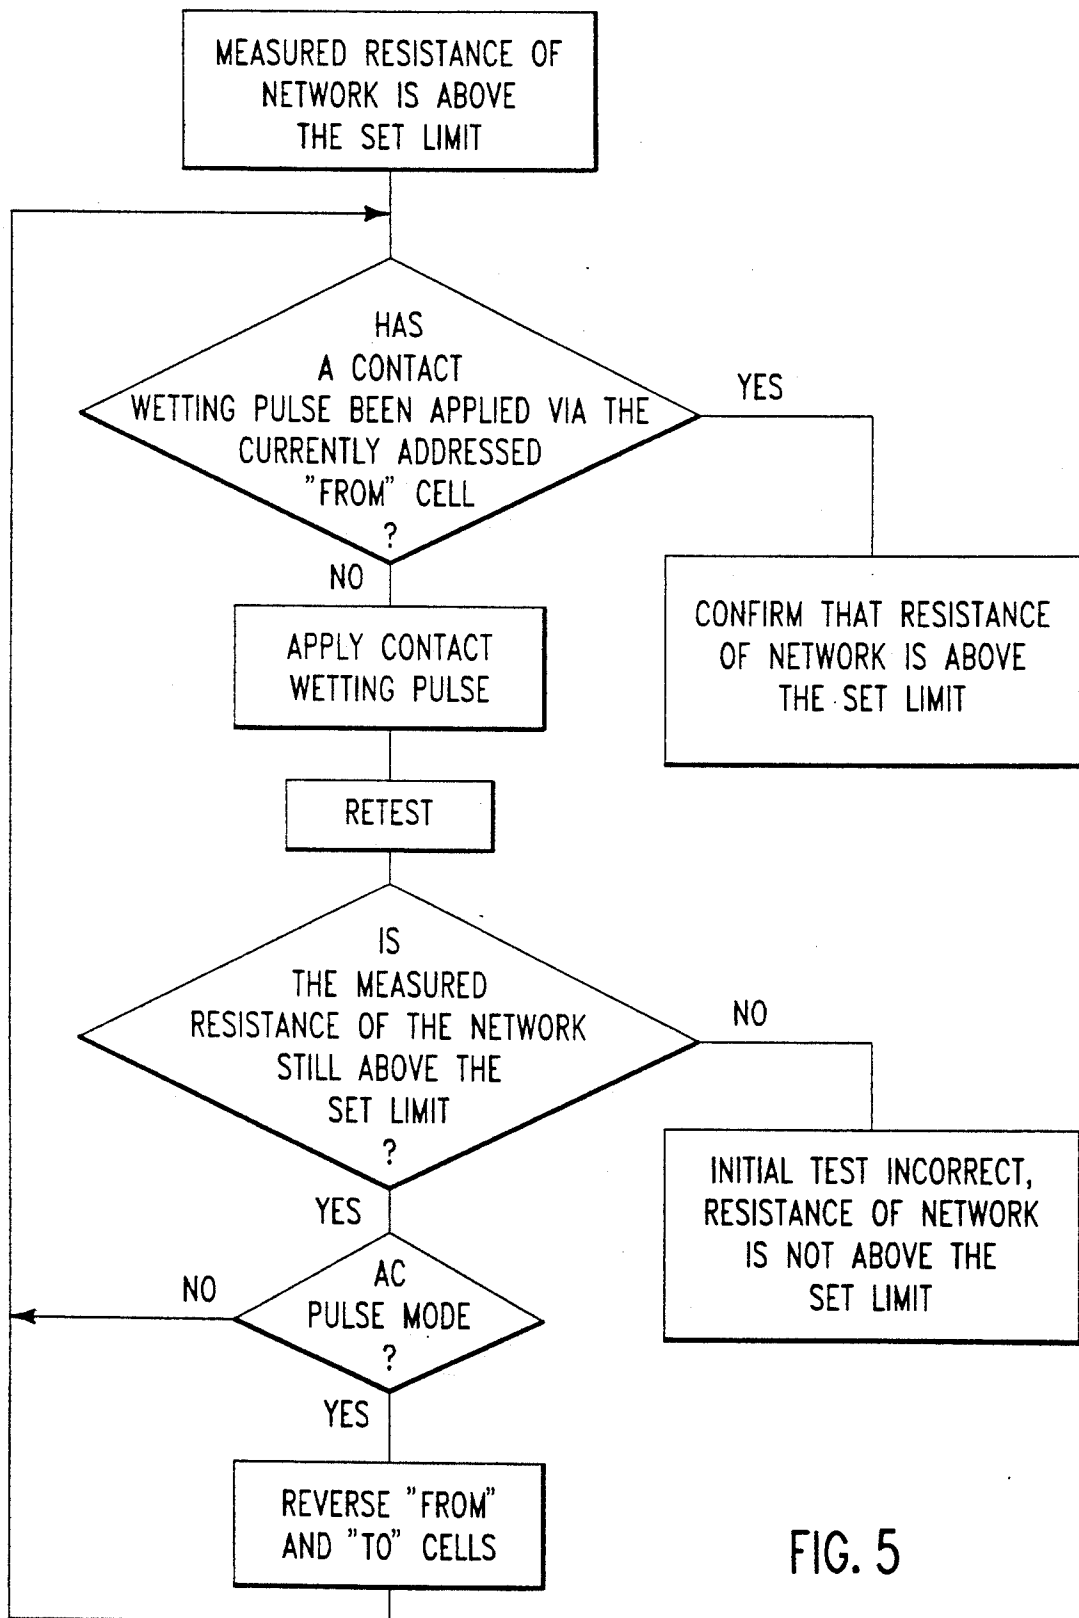 MEASURED RESISTANCE OF
NETWORK IS ABOVE
THE SET LIMIT
HAS
A CONTACT
WETTING PULSE BEEN APPLIED VIA THE
CURRENTLY ADDRESSED
"FROM" CELL
?
YES
NO
CONFIRM THAT RESISTANCE
OF NETWORK IS ABOVE
THE SET LIMIT
APPLY CONTACT
WETTING PULSE
RETEST
IS
THE MEASURED
RESISTANCE OF THE NETWORK
STILL ABOVE THE
SET LIMIT
?
NO
YES
INITIAL TEST INCORRECT,
RESISTANCE OF NETWORK
IS NOT ABOVE THE
SET LIMIT
AC
PULSE MODE
?
NO
YES
REVERSE "FROM"
AND "TO" CELLS
FIG. 5